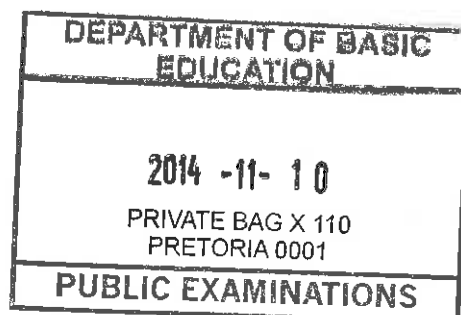 DEPARTMENT OF BASIC
EDUCATION
2014 -11- 10
PRIVATE BAG X 110
PRETORIA 0001
PUBLIC EXAMINATIONS